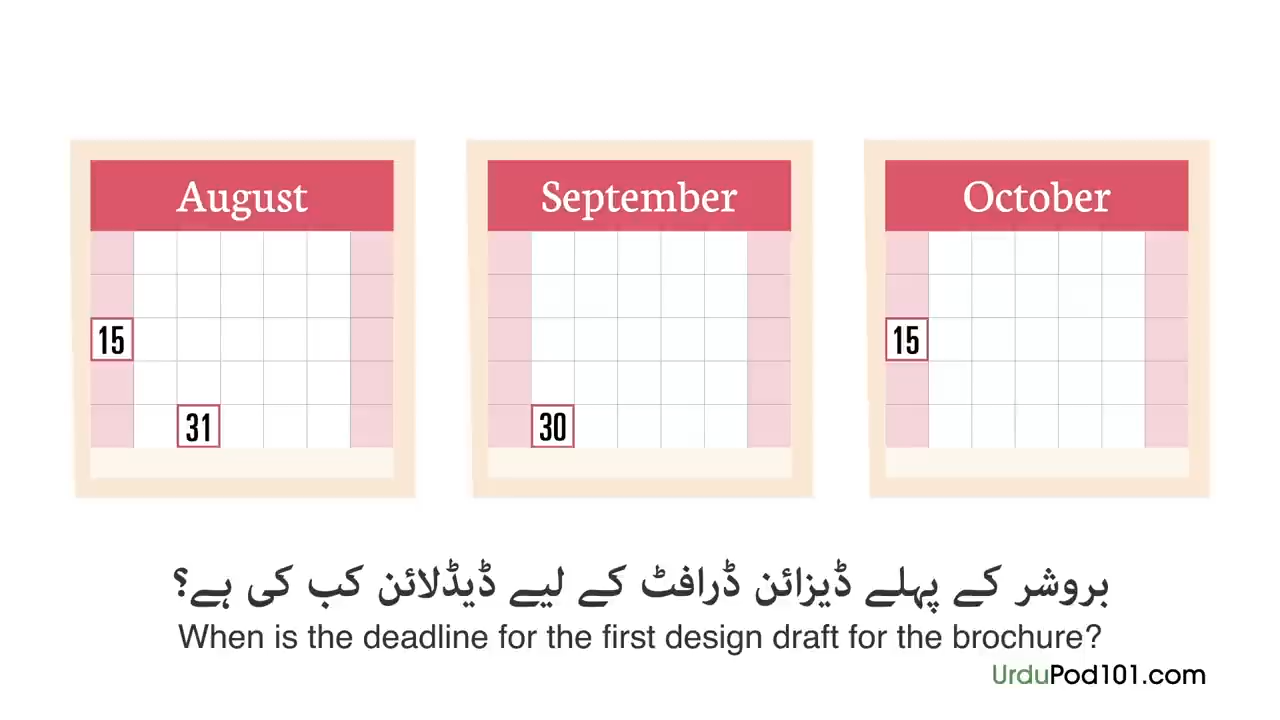 August
September
October
15
15
31
30
بروشر کے پہلے ڈیزائن ڈرافٹ کے لیے ڈیڈلائن کب کی ہے؟
When is the deadline for the first design draft for the brochure?
UrduPod101.com